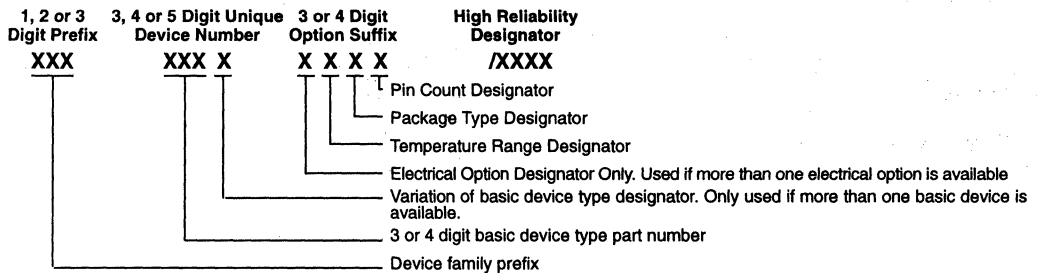 1, 2 or 3 3, 4 or 5 Digit Unique 3 or 4 Digit High Reliability
Digit Prefix Device Number Option Suffix Designator
XXX XXX X X X X X /XXXX
Pin Count Designator
Package Type Designator
Temperature Range Designator
Electrical Option Designator Only. Used if more than one electrical option is available
Variation of basic device type designator. Only used if more than one basic device is
available.
3 or 4 digit basic device type part number
Device family prefix